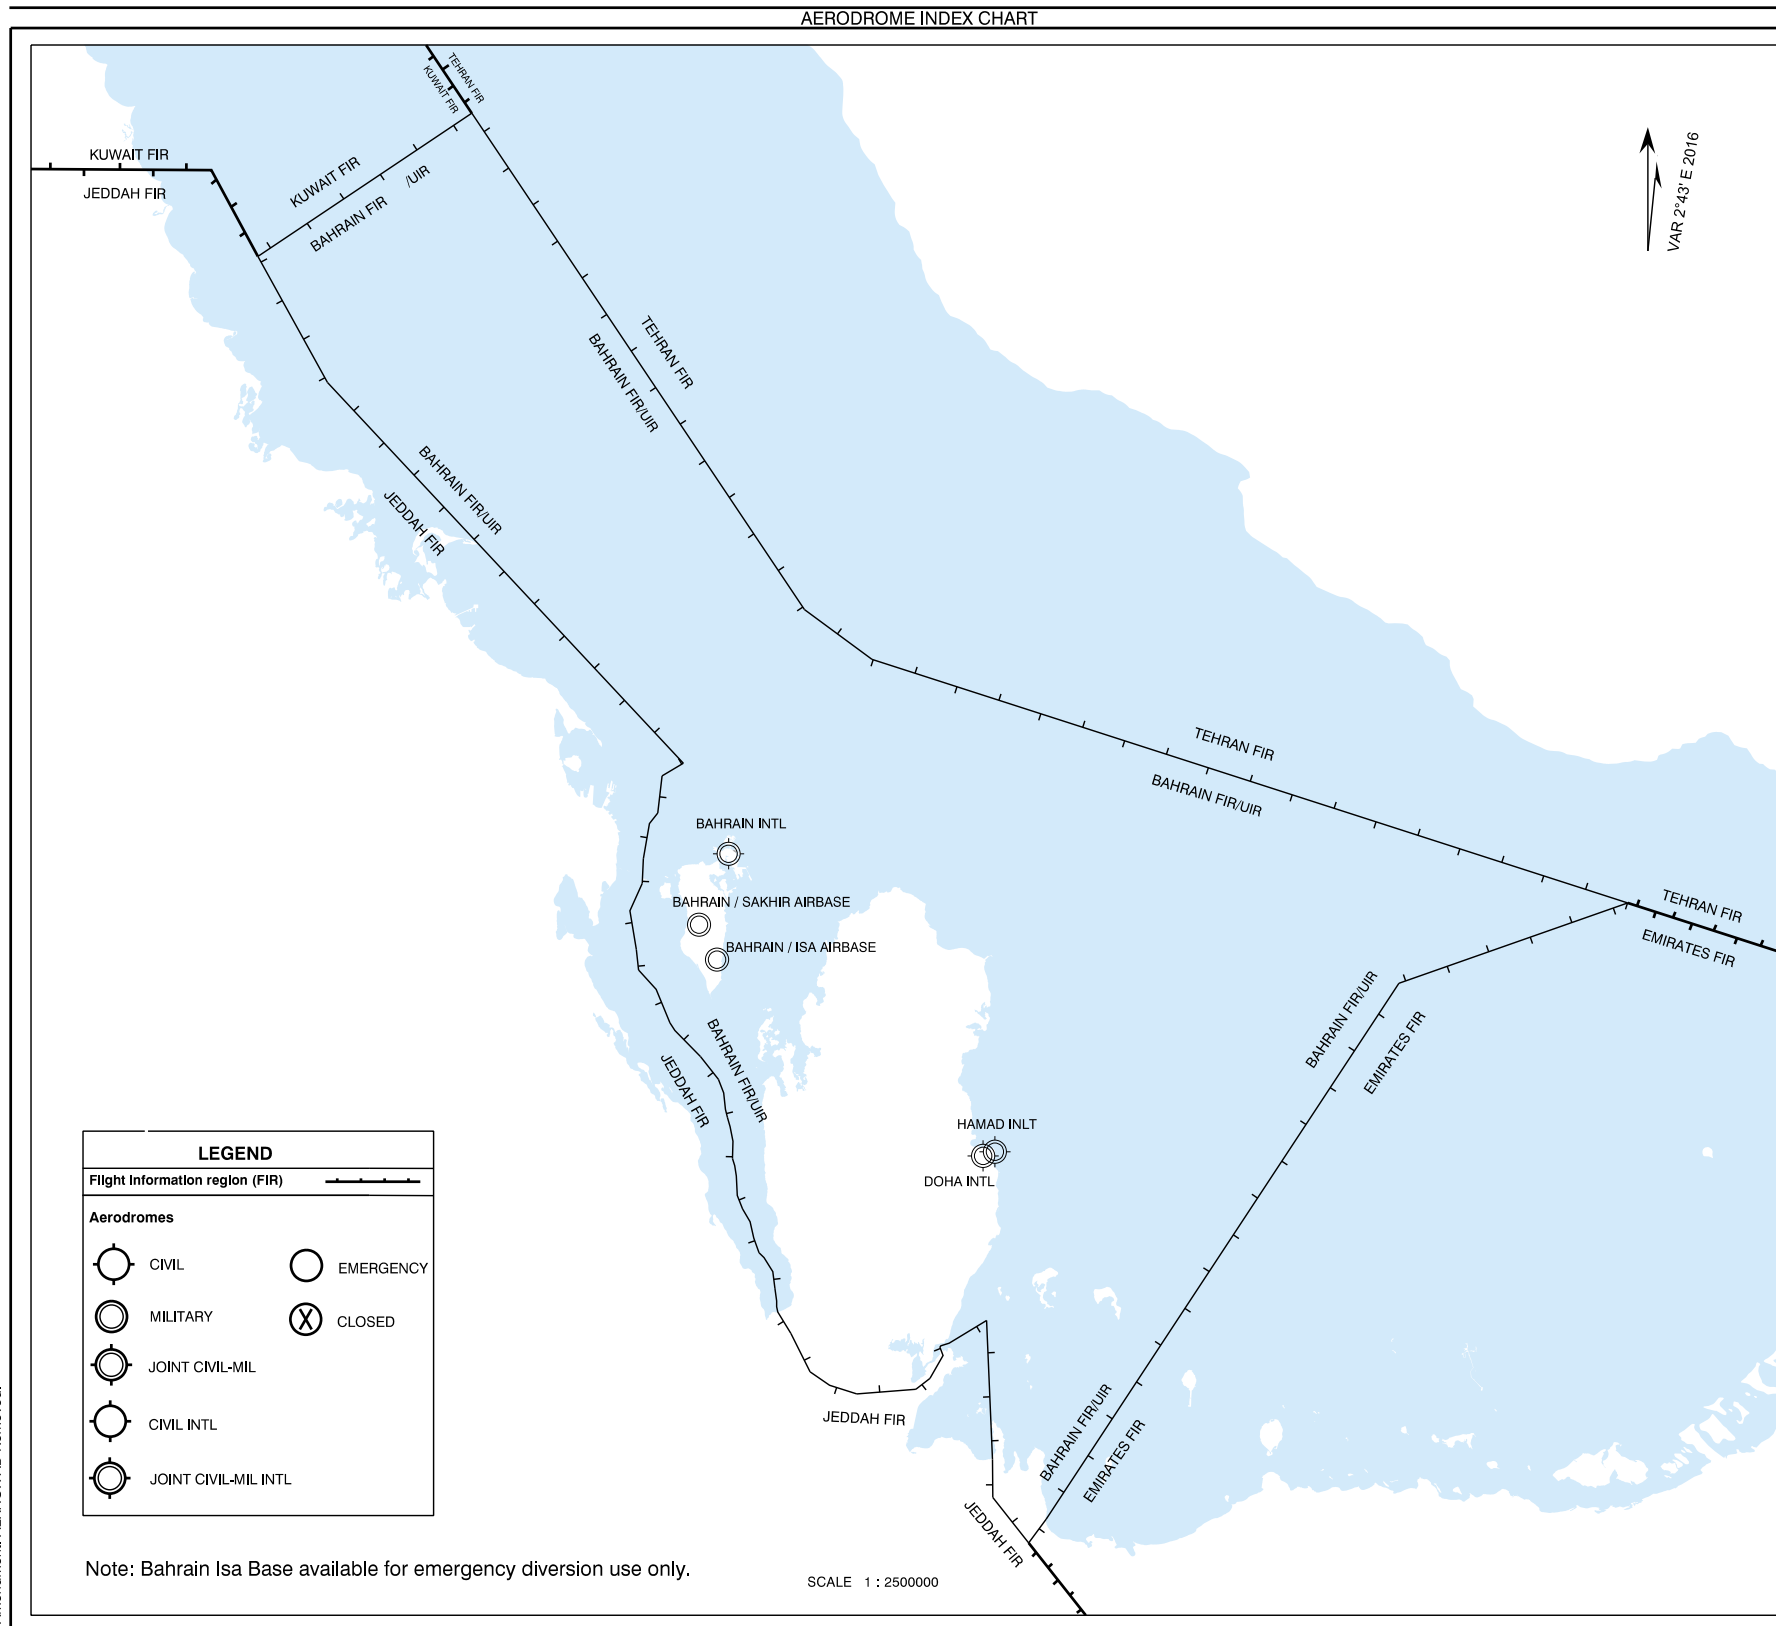 AERODROME INDEX CHART
TEHRAN FIR
KUWAIT FIR
KUWAIT FIR
JEDDAH FIR
KUWAIT FIR
/UIR
BAHRAIN FIR
VAR 2°43' E 2016
TEHRAN FIR
BAHRAIN FIR/UIR
BAHRAIN FIR/UIR
JEDDAH FIR
TEHRAN FIR
BAHRAIN FIR/UIR
BAHRAIN INTL
BAHRAIN / SAKHIR AIRBASE
BAHRAIN / ISA AIRBASE
TEHRAN FIR
EMIRATES FIR
BAHRAIN FIR/UIR
EMIRATES FIR
BAHRAIN FIR/UIR
JEDDAH FIR
HAMAD INLT
DOHA INTL
LEGEND
Flight Information region (FIR)
Aerodromes
CIVIL
EMERGENCY
MILITARY
CLOSED
JOINT CIVIL-MIL
CIVIL INTL
JOINT CIVIL-MIL INTL
JEDDAH FIR
BAHRAIN FIR/UIR
EMIRATES FIR
JEDDAH FIR
Note: Bahrain Isa Base available for emergency diversion use only.
SCALE 1 : 2500000